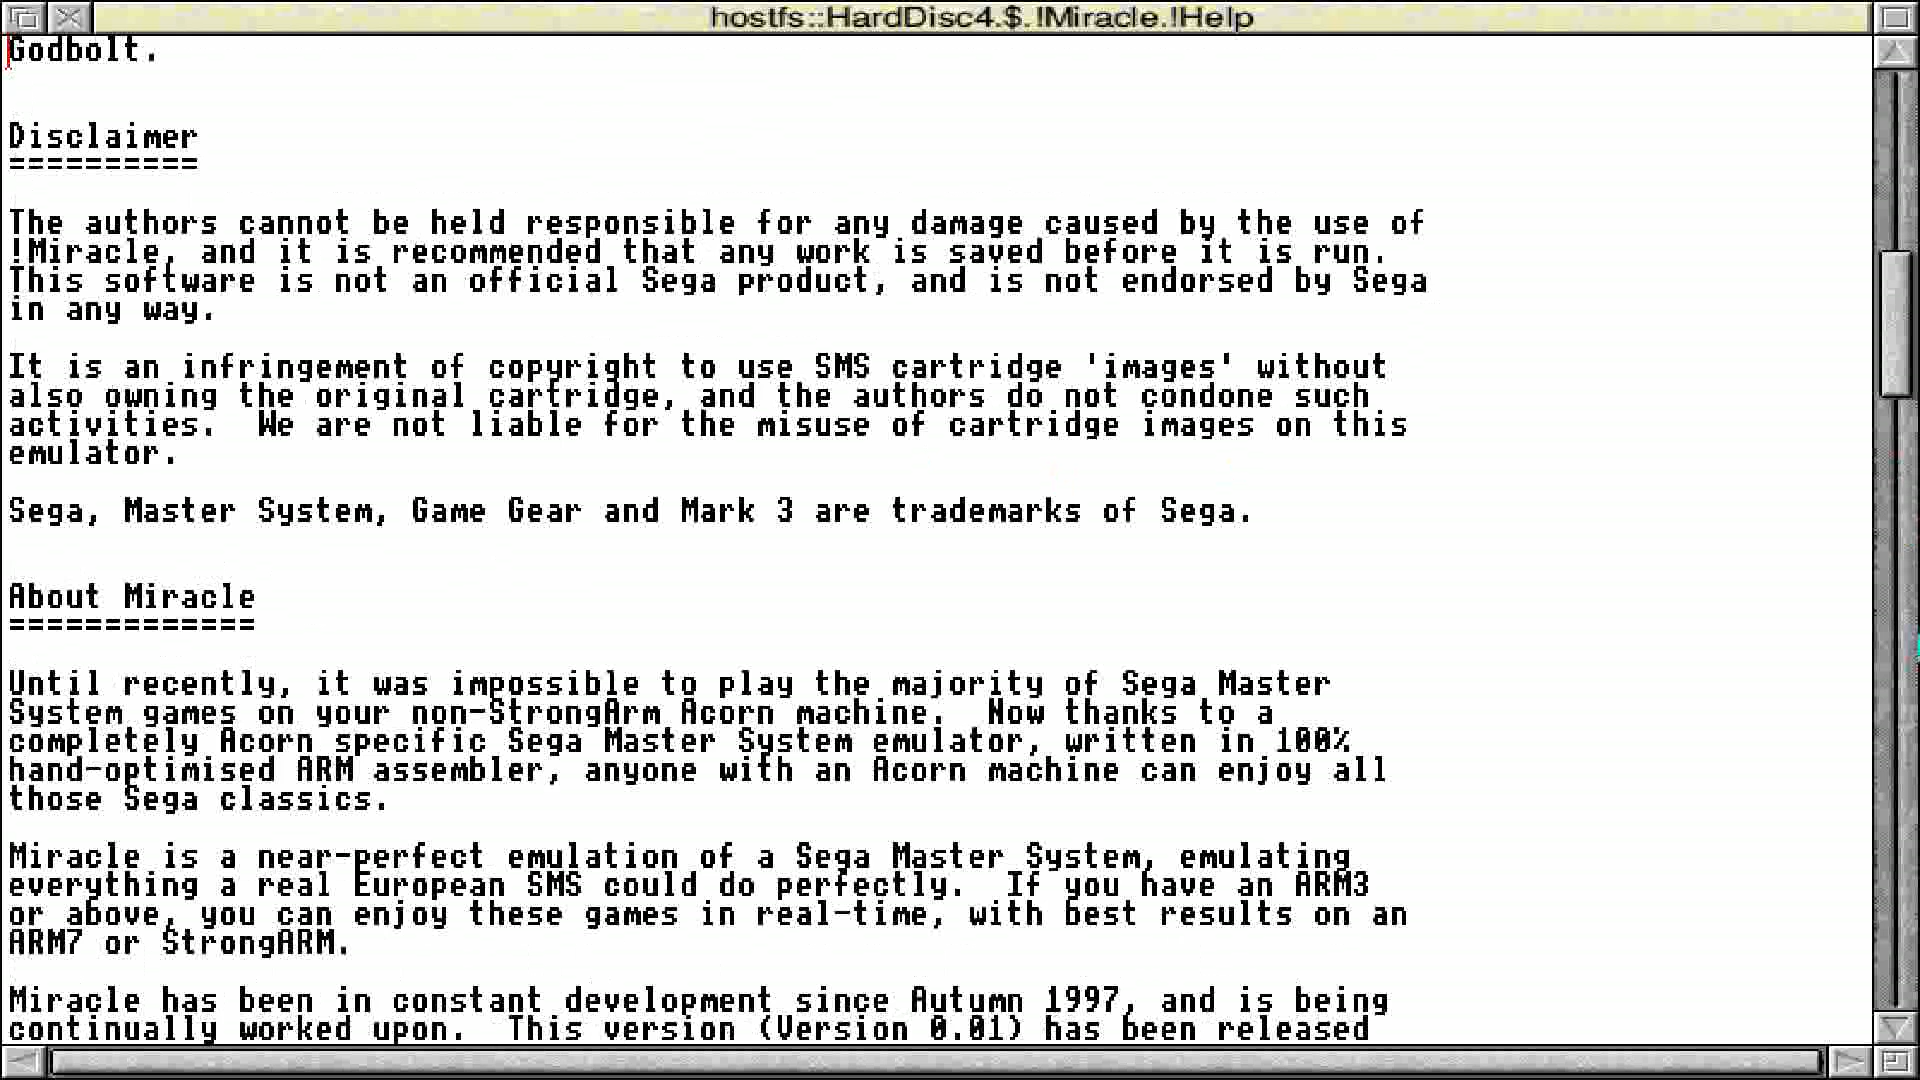 hostfs::HardDisc4.$.!Miracle.!Help
Godbolt.
Disclaimer
==========
The authors cannot be held responsible for any damage caused by the use of
!Miracle, and it is recommended that any work is saved before it is run.
This software is not an official Sega product, and is not endorsed by Sega
in any way.
It is an infringement of copyright to use SMS cartridge 'images' without
also owning the original cartridge, and the authors do not condone such
activities.  We are not liable for the misuse of cartridge images on this
emulator.
Sega, Master System, Game Gear and Mark 3 are trademarks of Sega.
About Miracle
=============
Until recently, it was impossible to play the majority of Sega Master
System games on your non-StrongArm Acorn machine.  Now thanks to a
completely Acorn specific Sega Master System emulator, written in 100%
hand-optimised ARM assembler, anyone with an Acorn machine can enjoy all
those Sega classics.
Miracle is a near-perfect emulation of a Sega Master System, emulating
everything a real European SMS could do perfectly.  If you have an ARM3
or above, you can enjoy these games in real-time, with best results on an
ARM7 or StrongARM.
Miracle has been in constant development since Autumn 1997, and is being
continually worked upon.  This version (Version 0.01) has been released